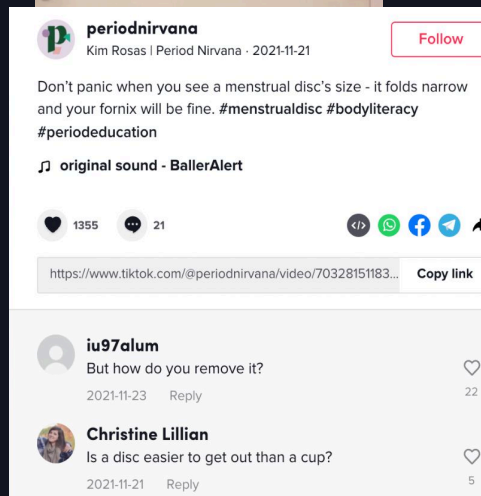 periodnirvana
Kim Rosas | Period Nirvana · 2021-11-21
Follow
Don’t panic when you see a menstrual disc’s size - it folds narrow
and your fornix will be fine. #menstrualdisc #bodyliteracy
#periodeducation
original sound - BallerAlert
1355
21
https://www.tiktok.com/@periodnirvana/video/70328151183...
Copy link
iu97alum
But how do you remove it?
2021-11-23 Reply
22
Christine Lillian
Is a disc easier to get out than a cup?
2021-11-21 Reply
5